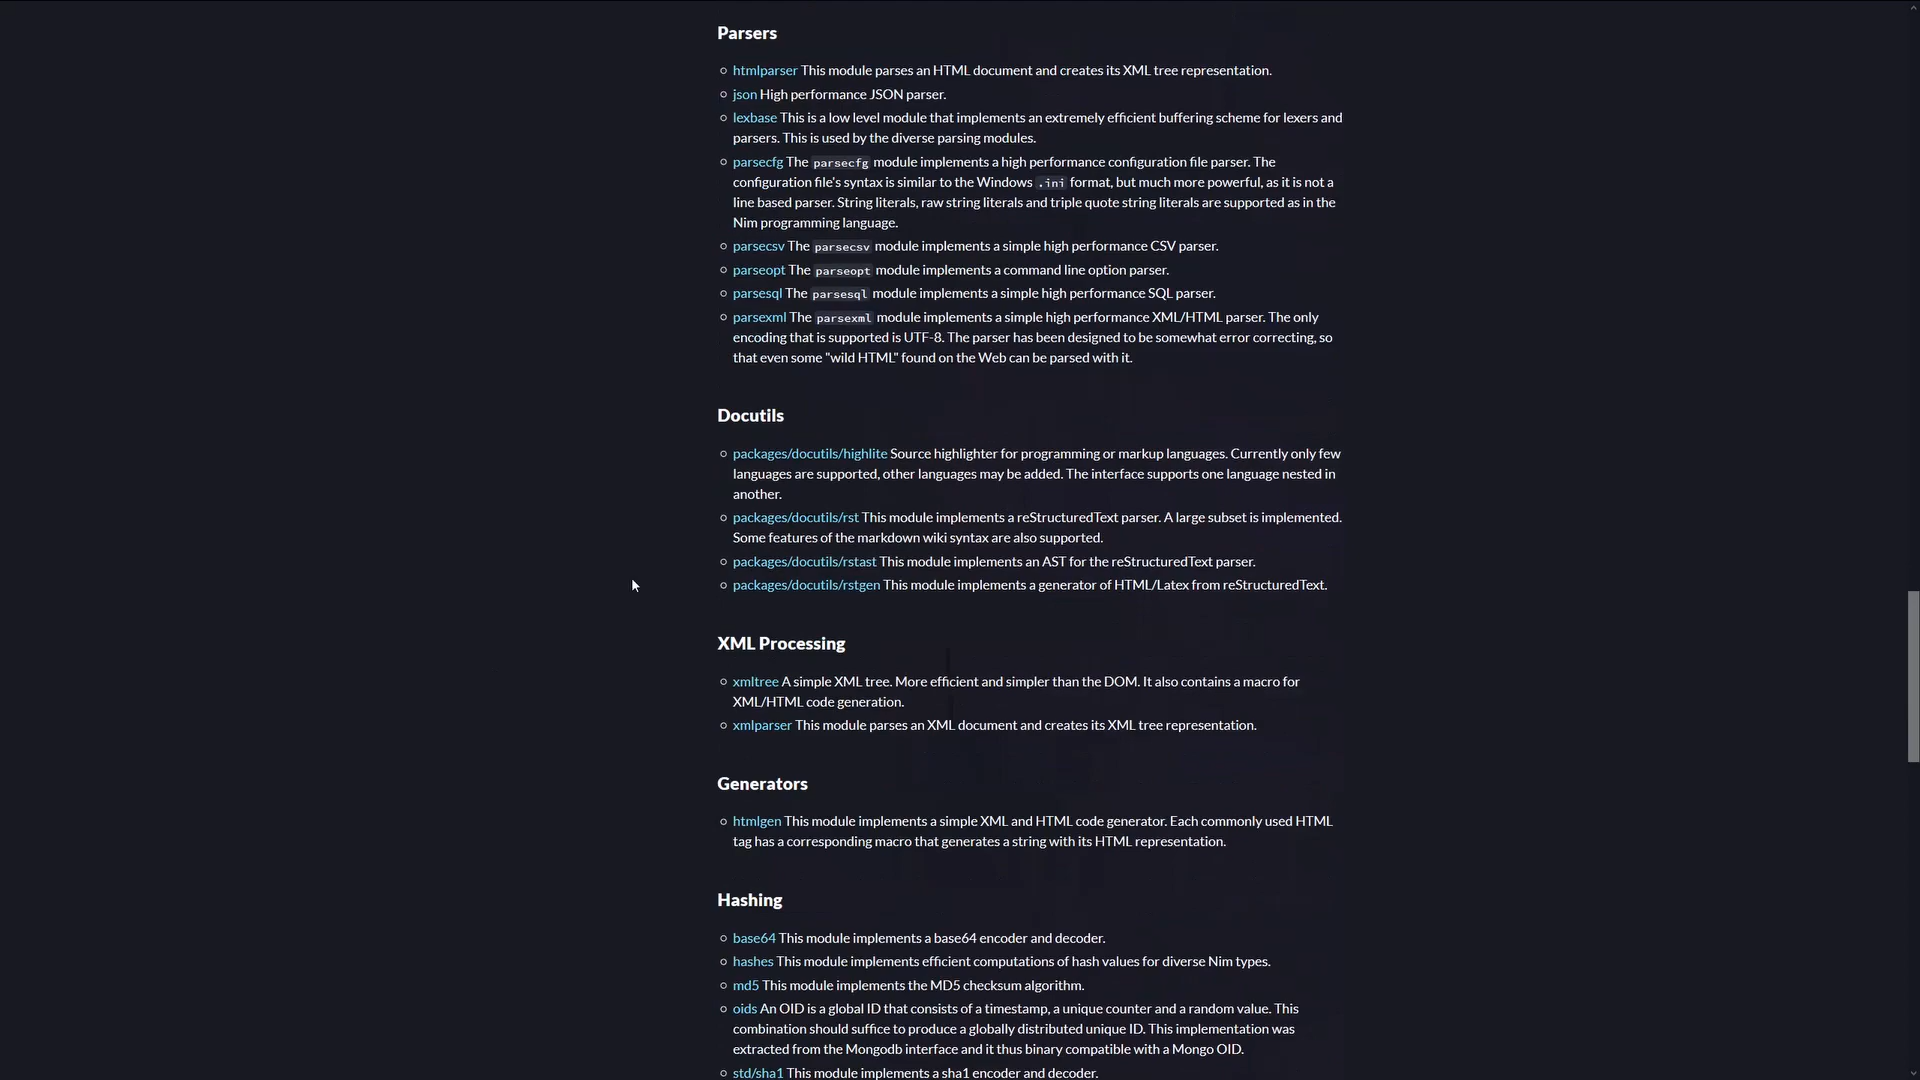 Parsers
htmlparser This module parses an HTML document and creates its XML tree representation.
json High performance JSON parser.
lexbase This is a low level module that implements an extremely efficient buffering scheme for lexers and
parsers. This is used by the diverse parsing modules.
parsecfg The parsecfg module implements a high performance configuration file parser. The
configuration file's syntax is similar to the Windows .ini format, but much more powerful, as it is not a
line based parser. String literals, raw string literals and triple quote string literals are supported as in the
Nim programming language.
parsecsv The parsecsv module implements a simple high performance CSV parser.
parseopt The parseopt module implements a command line option parser.
parsesql The parsesql module implements a simple high performance SQL parser.
parsexml The parsexml module implements a simple high performance XML/HTML parser. The only
encoding that is supported is UTF-8. The parser has been designed to be somewhat error correcting, so
that even some "wild HTML" found on the Web can be parsed with it.
Docutils
packages/docutils/highlite Source highlighter for programming or markup languages. Currently only few
languages are supported, other languages may be added. The interface supports one language nested in
another.
packages/docutils/rst This module implements a reStructuredText parser. A large subset is implemented.
Some features of the markdown wiki syntax are also supported.
packages/docutils/rstast This module implements an AST for the reStructuredText parser.
packages/docutils/rstgen This module implements a generator of HTML/Latex from reStructuredText.
XML Processing
xmltree A simple XML tree. More efficient and simpler than the DOM. It also contains a macro for
XML/HTML code generation.
xmlparser This module parses an XML document and creates its XML tree representation.
Generators
htmlgen This module implements a simple XML and HTML code generator. Each commonly used HTML
tag has a corresponding macro that generates a string with its HTML representation.
Hashing
base64 This module implements a base64 encoder and decoder.
hashes This module implements efficient computations of hash values for diverse Nim types.
md5 This module implements the MD5 checksum algorithm.
oids An OID is a global ID that consists of a timestamp, a unique counter and a random value. This
combination should suffice to produce a globally distributed unique ID. This implementation was
extracted from the Mongodb interface and it thus binary compatible with a Mongo OID.
std/sha1 This module implements a sha1 encoder and decoder.